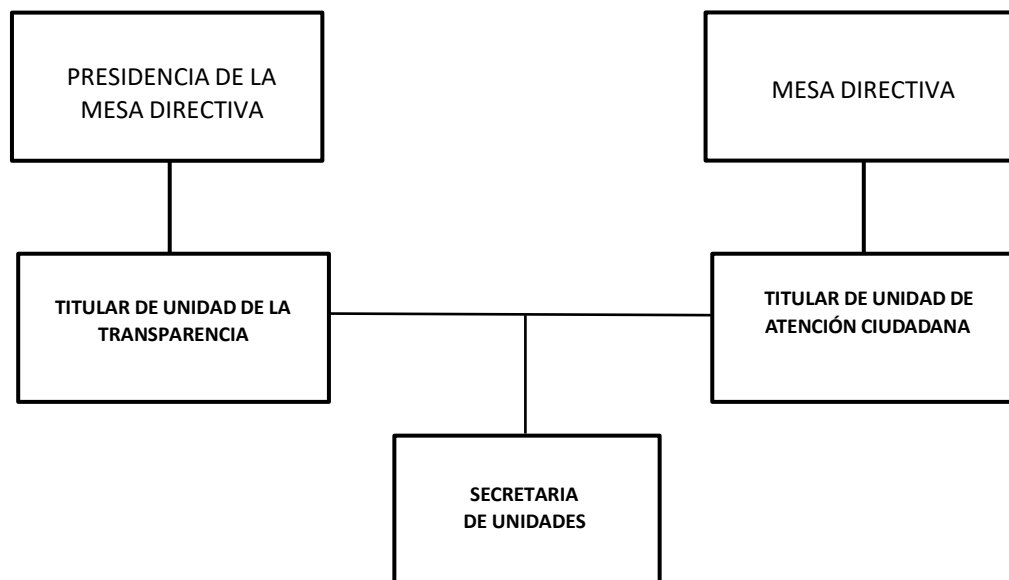 PRESIDENCIA DE LA
MESA DIRECTIVA
MESA DIRECTIVA
TITULAR DE UNIDAD DE LA
TRANSPARENCIA
TITULAR DE UNIDAD DE
ATENCIÓN CIUDADANA
SECRETARIA
DE UNIDADES